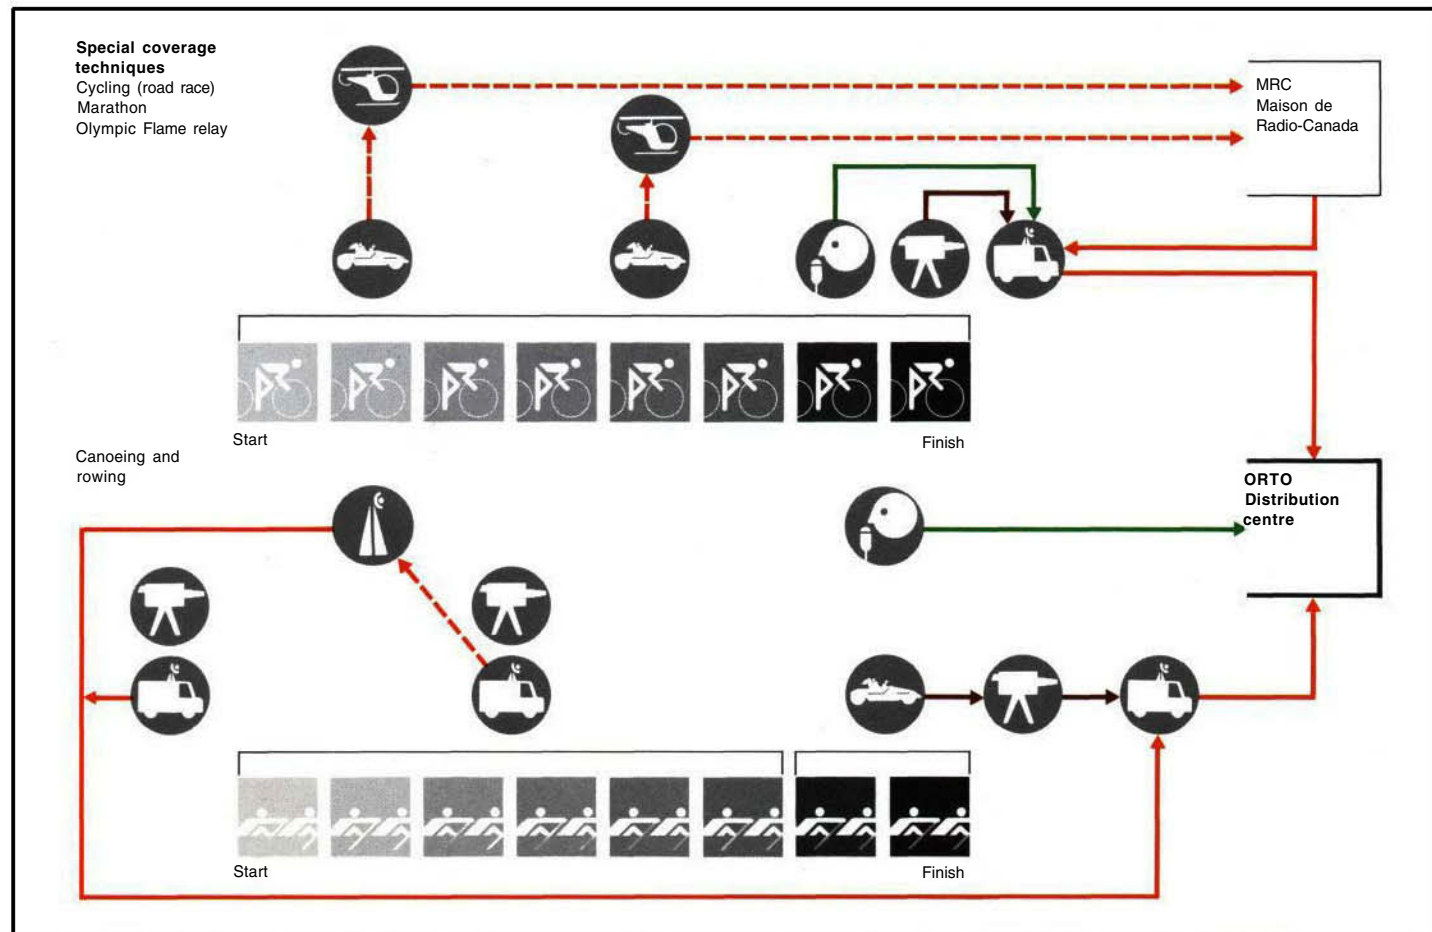 Special coverage
techniques
Cycling (road race)
Marathon
Olympic Flame relay
MRC
Maison de
Radio-Canada
Start
Finish
Canoeing and
rowing
ORTO
Distribution
centre
Start
Finish